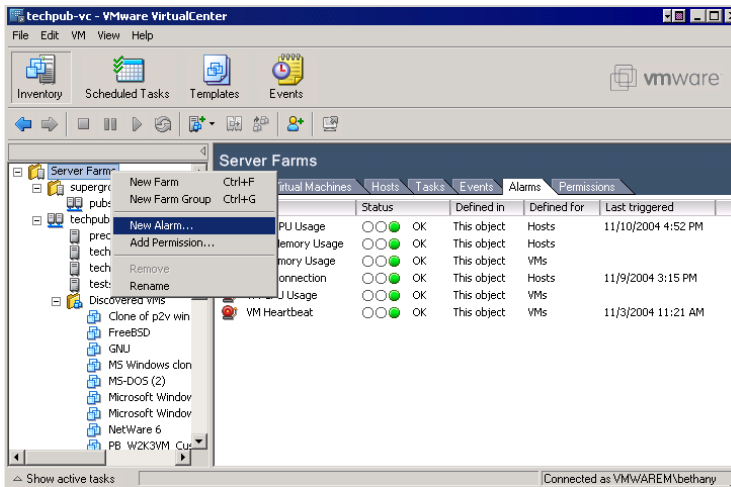 techpub-vc - VMware VirtualCenter
File Edit VM View Help
Inventory Scheduled Tasks Templates Events
vmware
Server Farms
Virtual Machines Hosts Tasks Events Alarms Permissions
Status Defined in Defined for Last triggered
PU Usage OK This object Hosts 11/10/2004 4:52 PM
emory Usage OK This object Hosts
mory Usage OK This object VMs
onnection OK This object Hosts 11/9/2004 3:15 PM
VM CPU Usage OK This object VMs
VM Heartbeat OK This object VMs 11/3/2004 11:21 AM
Server Farms
supergro
pubs
techpub
prec
tech
tech
test
Discovered VMs
Clone of p2v win
FreeBSD
GNU
MS Windows clon
MS-DOS (2)
Microsoft Window
Microsoft Window
NetWare 6
PB_W2K3VM_Cus
New Farm Ctrl+F
New Farm Group Ctrl+G
New Alarm...
Add Permission...
Remove
Rename
Show active tasks
Connected as VMWAREM\bethany